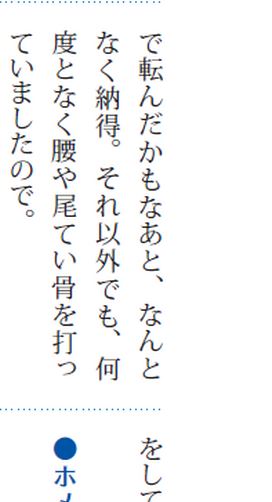 で転んだかもなあと、なんと
なく納得。それ以外でも、何
度となく腰や尾てい骨を打っ
ていましたので。
をして
●ホメ